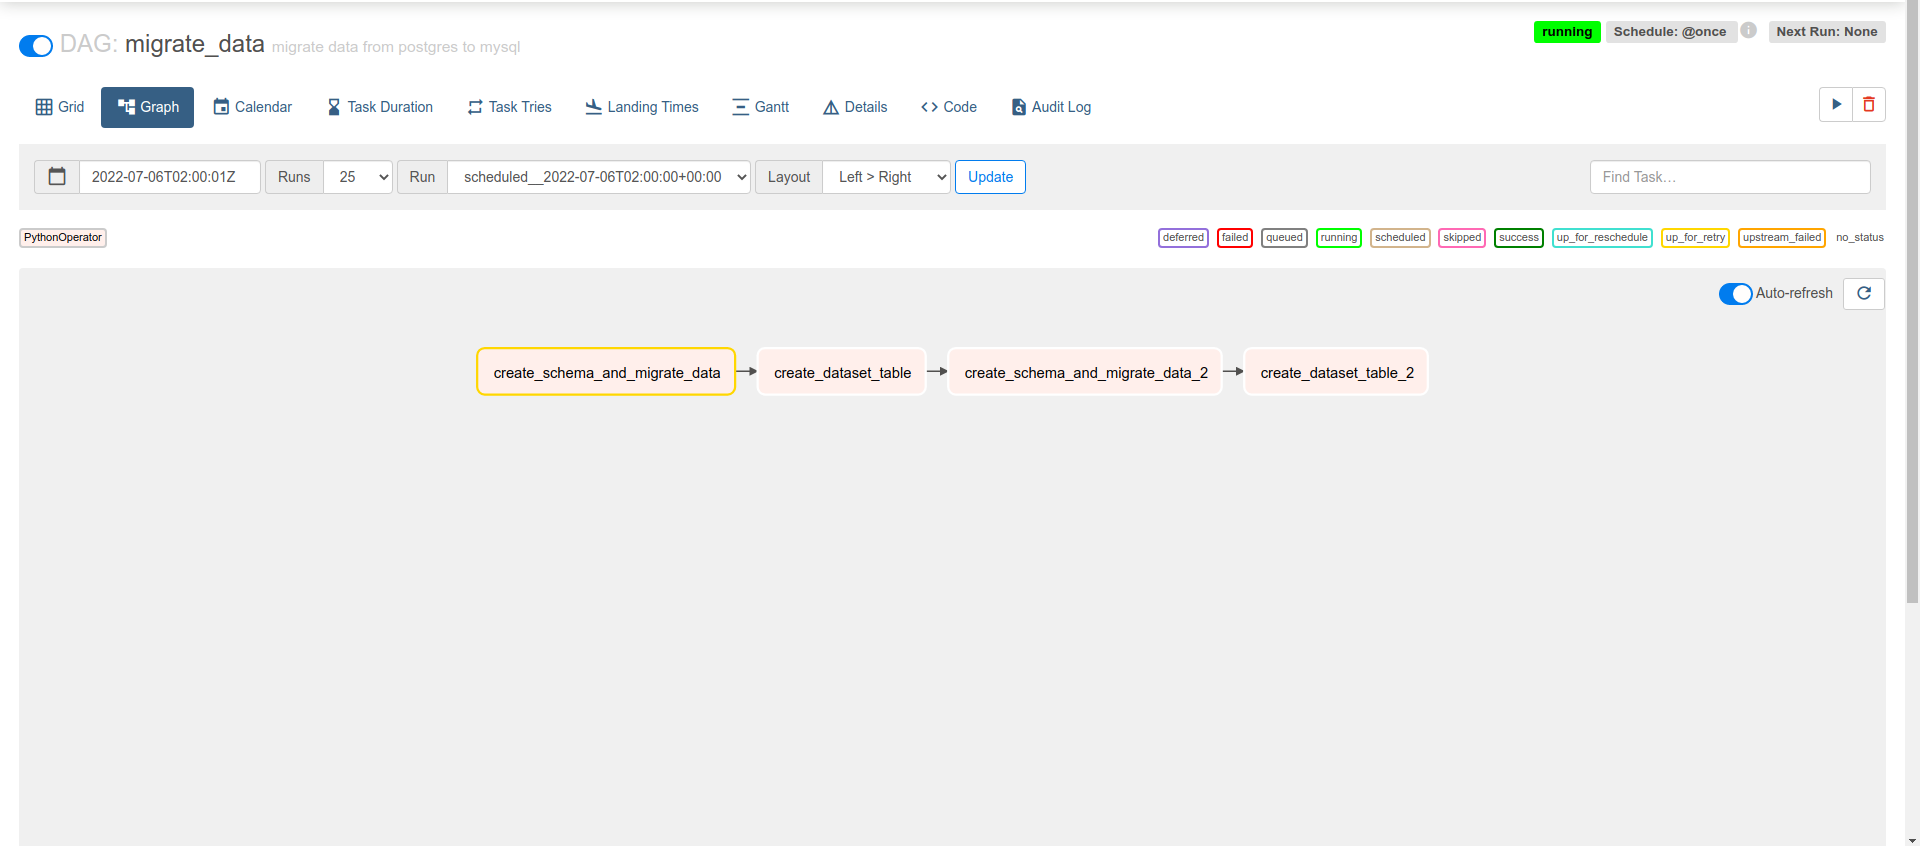 DAG: migrate_data migrate data from postgres to mysql
running Schedule: @once Next Run: None
Grid Graph Calendar Task Duration Task Tries Landing Times Gantt Details Code Audit Log
2022-07-06T02:00:01Z Runs 25 Run scheduled__2022-07-06T02:00:00+00:00 Layout Left > Right Update Find Task…
PythonOperator deferred failed queued running scheduled skipped success up_for_reschedule up_for_retry upstream_failed no_status
Auto-refresh
create_schema_and_migrate_data create_dataset_table create_schema_and_migrate_data_2 create_dataset_table_2